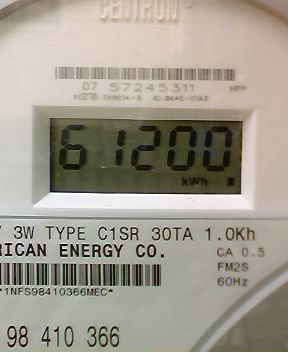 CENTRON
07 57245311 HPP
61200
kWh
3W TYPE C1SR 30TA 1.0Kh
RICAN ENERGY CO. CA 0.5
FM2S
*1NFS98410366MEC* 60Hz
98 410 366